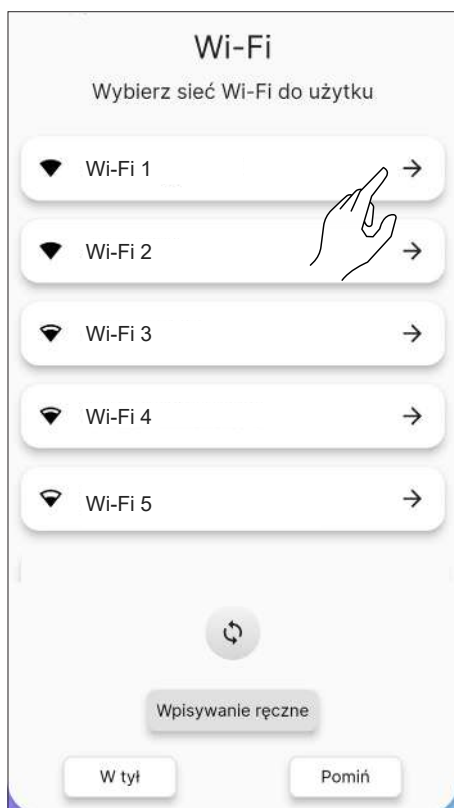 Wi-Fi
Wybierz sieć Wi-Fi do użytku
Wi-Fi 1
Wi-Fi 2
Wi-Fi 3
Wi-Fi 4
Wi-Fi 5
Wpisywanie ręczne
W tył Pomiń